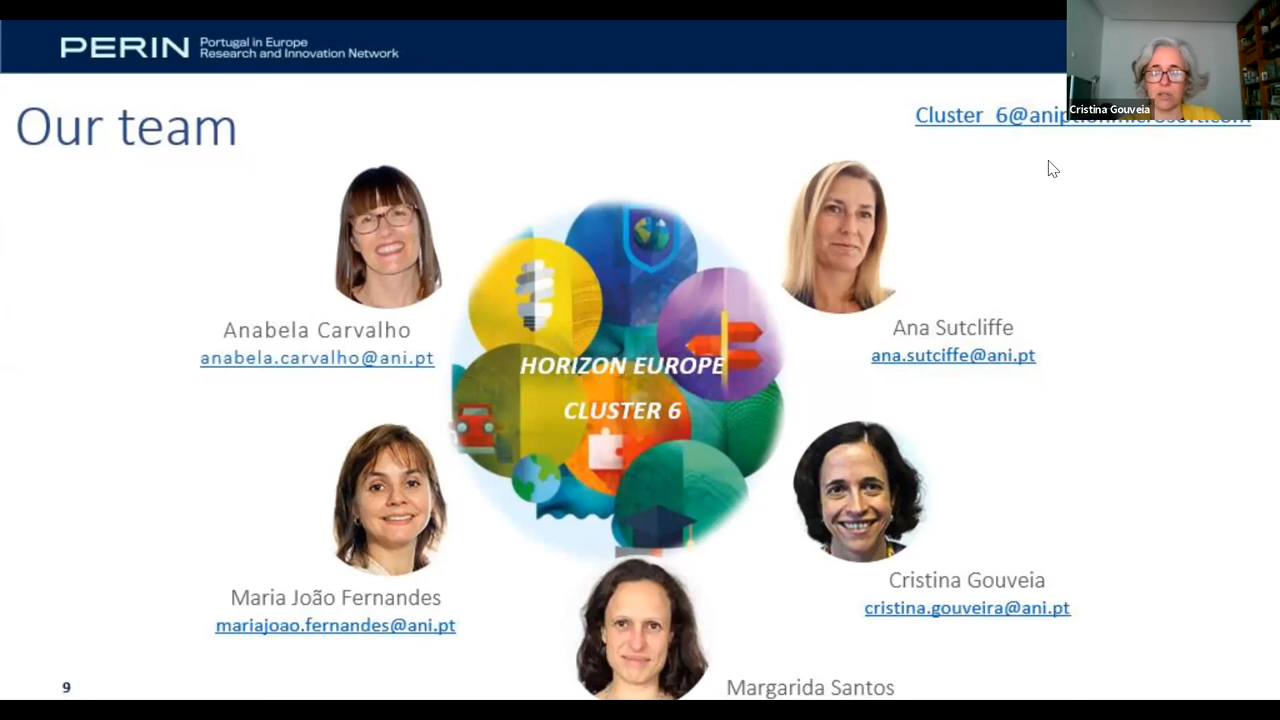 PERIN
Portugal in Europe
Research and Innovation Network
Cristina Gouveia
Our team
Anabela Carvalho
anabela.carvalho@ani.pt
Ana Sutcliffe
ana.sutciffe@ani.pt
HORIZON EUROPE
CLUSTER 6
Maria João Fernandes
mariajoao.fernandes@ani.pt
Cristina Gouveia
cristina.gouveira@ani.pt
Margarida Santos
9